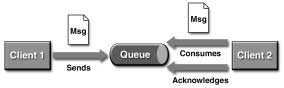 Msg
Msg
Client 1
Sends
Queue
Consumes
Client 2
Acknowledges